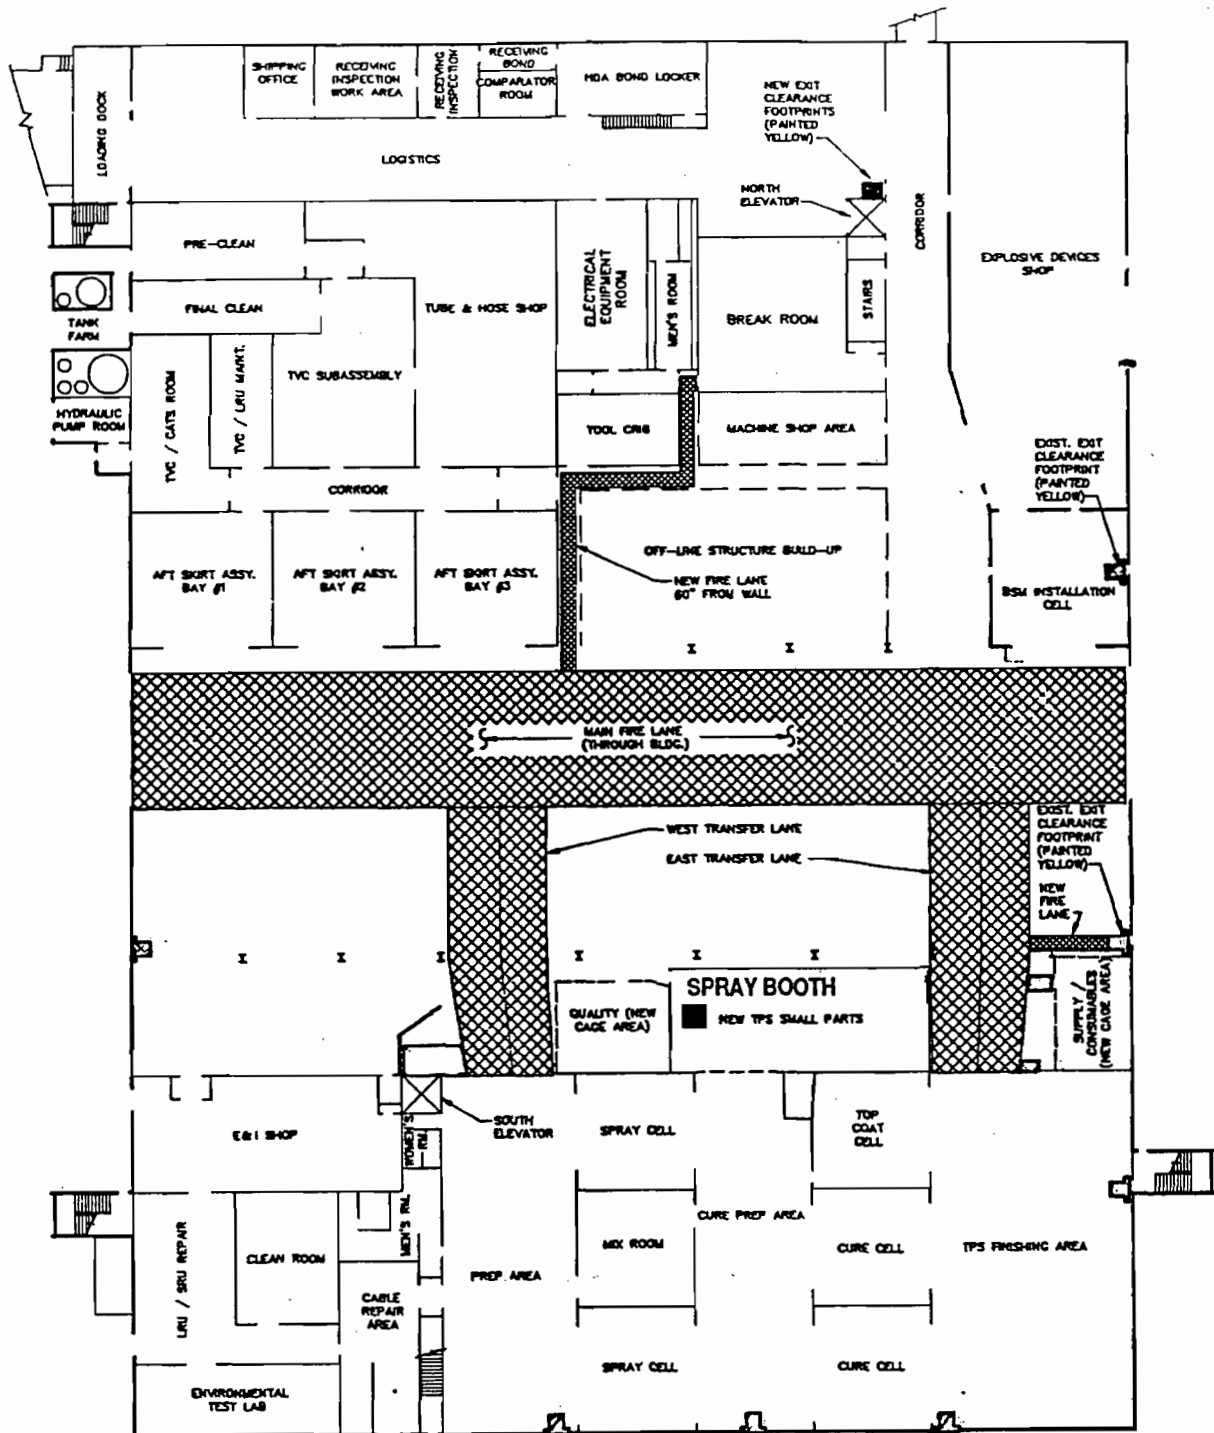 SHIPPING
OFFICE
RECEIVING
INSPECTION
WORK AREA
RECEIVING
INSPECTION
RECEIVING
BOND
COMPARATOR
ROOM
MDA BOND LOCKER
NEW EXIT
CLEARANCE
FOOTPRINTS
(PAINTED
YELLOW)
LOADING DOCK
LOGISTICS
NORTH
ELEVATOR
CORRIDOR
PRE-CLEAN
EXPLOSIVE DEVICES
SHOP
ELECTRICAL
EQUIPMENT
ROOM
MEN'S ROOM
STAIRS
FINAL CLEAN
TUBE & HOSE SHOP
BREAK ROOM
TANK
FARM
TVC SUBASSEMBLY
TVC / CATS ROOM
TVC / LRU MAINT.
HYDRAULIC
PUMP ROOM
TOOL CRIB
MACHINE SHOP AREA
EXIST. EXIT
CLEARANCE
FOOTPRINT
(PAINTED
YELLOW)
CORRIDOR
OFF-LINE STRUCTURE BUILD-UP
AFT SKIRT ASSY.
BAY #1
AFT SKIRT ASSY.
BAY #2
AFT SKIRT ASSY.
BAY #3
NEW FIRE LANE
60" FROM WALL
BSM INSTALLATION
CELL
MAIN FIRE LANE
(THROUGH BLDG.)
WEST TRANSFER LANE
EAST TRANSFER LANE
EXIST. EXIT
CLEARANCE
FOOTPRINT
(PAINTED
YELLOW)
NEW
FIRE
LANE
SPRAY BOOTH
NEW TPS SMALL PARTS
QUALITY (NEW
CAGE AREA)
SUPPLY /
CONSUMABLES
(NEW CAGE AREA)
E & I SHOP
WOMEN'S
RM.
SOUTH
ELEVATOR
SPRAY CELL
TOP
COAT
CELL
MEN'S RM.
CURE PREP AREA
LRU / SRU REPAIR
CLEAN ROOM
MIX ROOM
CURE CELL
TPS FINISHING AREA
PREP AREA
CABLE
REPAIR
AREA
SPRAY CELL
CURE CELL
ENVIRONMENTAL
TEST LAB